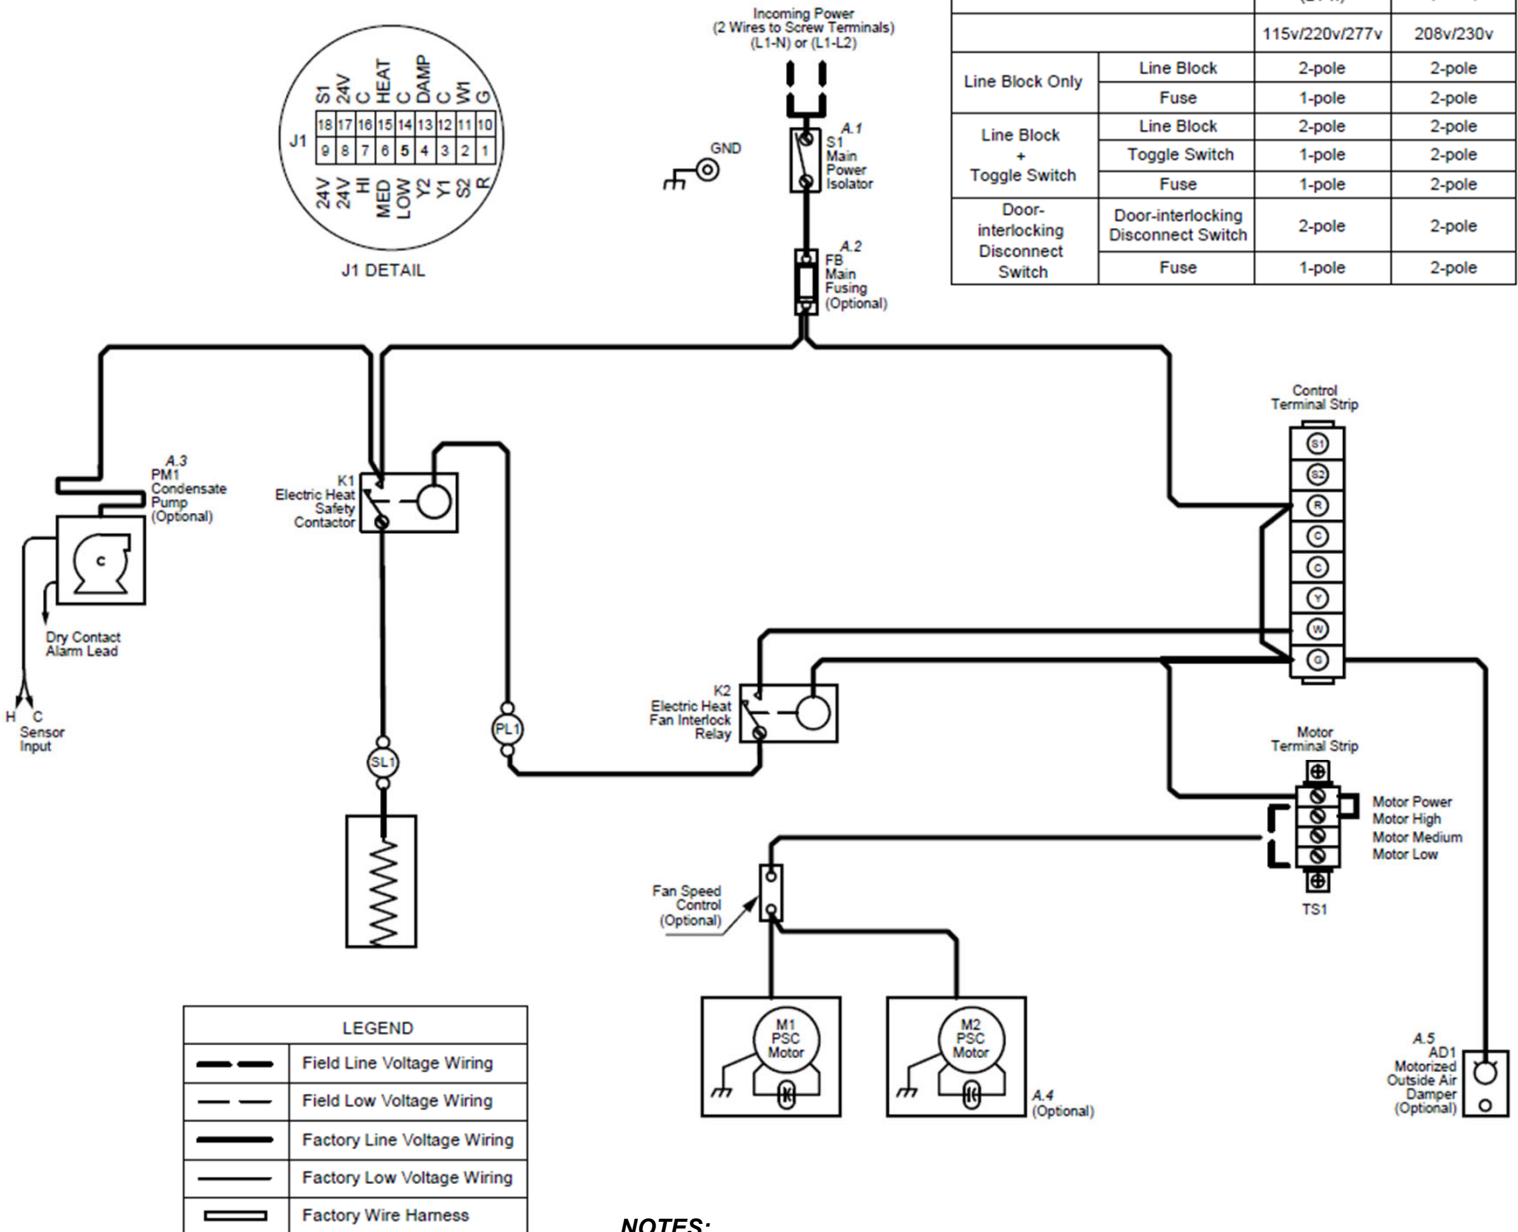 Incoming Power
(2 Wires to Screw Terminals)
(L1-N) or (L1-L2)
115v/220v/277v 208v/230v
Line Block Only
Line Block 2-pole 2-pole
Fuse 1-pole 2-pole
Line Block
+
Toggle Switch
Line Block 2-pole 2-pole
Toggle Switch 1-pole 2-pole
Fuse 1-pole 2-pole
Door-
interlocking
Disconnect
Switch
Door-interlocking
Disconnect Switch
2-pole 2-pole
Fuse 1-pole 2-pole
S1 24V C HEAT C DAMP C W1 G
J1
18 17 16 15 14 13 12 11 10
9 8 7 6 5 4 3 2 1
24V 24V HI MED LOW Y2 Y1 S2 R
J1 DETAIL
GND
A.1
S1
Main
Power
Isolator
A.2
FB
Main
Fusing
(Optional)
Control
Terminal Strip
S1
S2
R
C
C
Y
W
G
A.3
PM1
Condensate
Pump
(Optional)
C
Dry Contact
Alarm Lead
H C
Sensor
Input
K1
Electric Heat
Safety
Contactor
SL1
PL1
K2
Electric Heat
Fan Interlock
Relay
Motor
Terminal Strip
Motor Power
Motor High
Motor Medium
Motor Low
TS1
Fan Speed
Control
(Optional)
M1
PSC
Motor
M2
PSC
Motor
A.4
(Optional)
A.5
AD1
Motorized
Outside Air
Damper
(Optional)
LEGEND
Field Line Voltage Wiring
Field Low Voltage Wiring
Factory Line Voltage Wiring
Factory Low Voltage Wiring
Factory Wire Harness
NOTES: